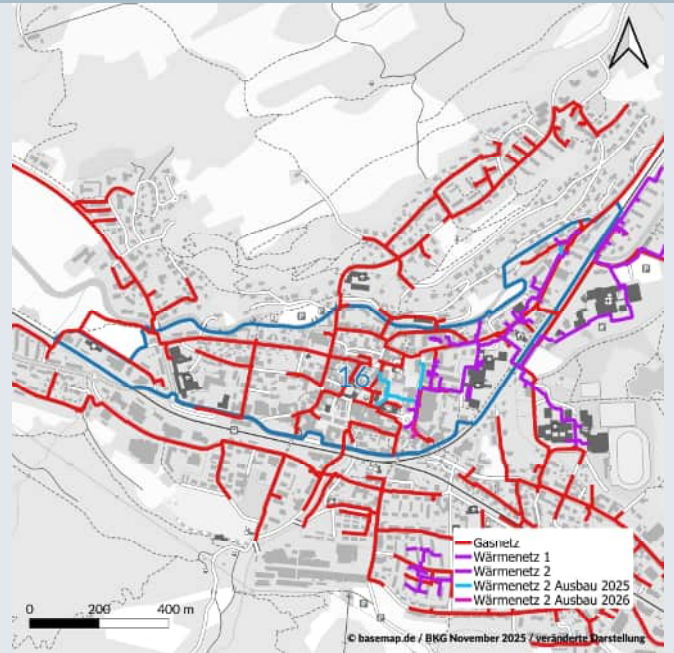 P
P
P
16
Gasnetz
Wärmenetz 1
Wärmenetz 2
Wärmenetz 2 Ausbau 2025
Wärmenetz 2 Ausbau 2026
0 200 400 m
© basemap.de / BKG November 2025 / veränderte Darstellung